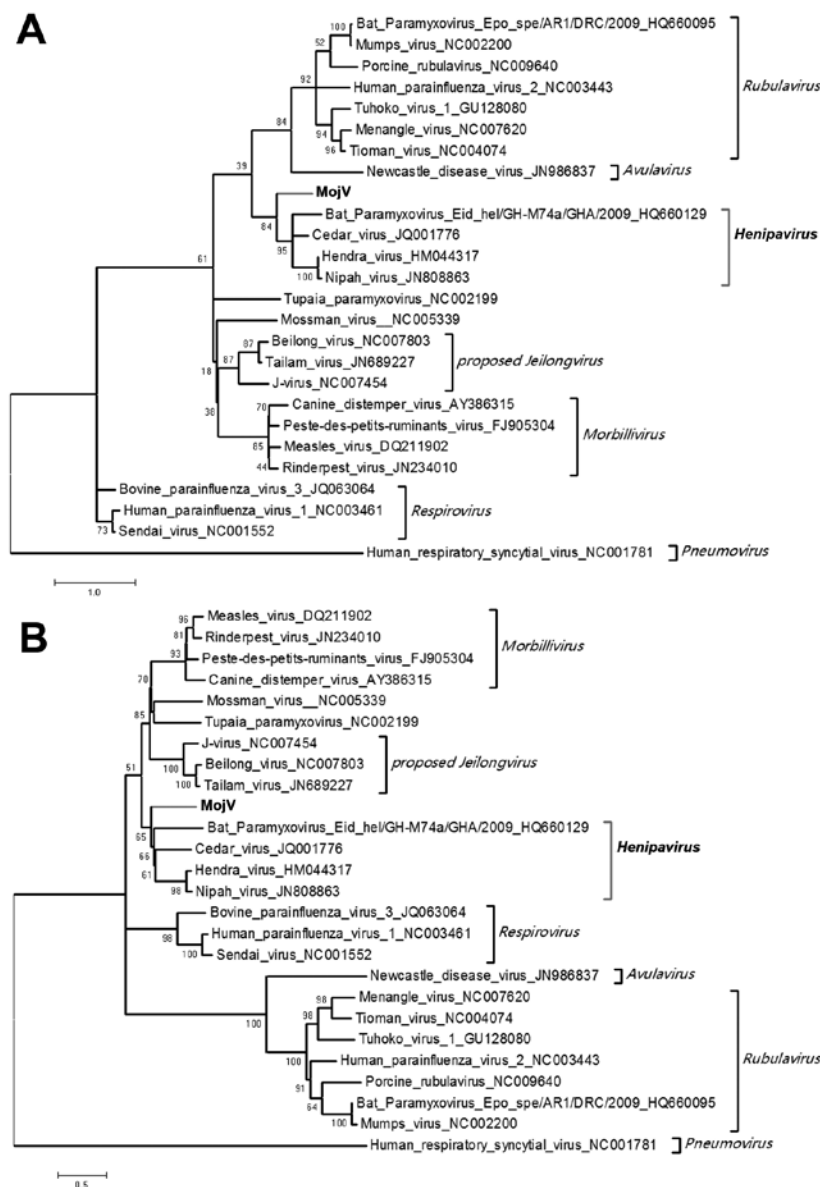 A
Bat_Paramyxovirus_Epo_spe/AR1/DRC/2009_HQ660095
100
Mumps_virus_NC002200
52
Porcine_rubulavirus_NC009640
92
Human_parainfluenza_virus_2_NC003443
Rubulavirus
Tuhoko_virus_1_GU128080
84
94
Menangle_virus_NC007620
96
Tioman_virus_NC004074
39
Newcastle_disease_virus_JN986837
Avulavirus
MojV
84
Bat_Paramyxovirus_Eid_hel/GH-M74a/GHA/2009_HQ660129
Cedar_virus_JQ001776
Henipavirus
95
Hendra_virus_HM044317
61
100
Nipah_virus_JN808863
Tupaia_paramyxovirus_NC002199
Mossman_virus__NC005339
87
Beilong_virus_NC007803
87
Tailam_virus_JN689227
proposed Jeilongvirus
18
J-virus_NC007454
38
70
Canine_distemper_virus_AY386315
Peste-des-petits-ruminants_virus_FJ905304
Morbillivirus
85
Measles_virus_DQ211902
44
Rinderpest_virus_JN234010
Bovine_parainfluenza_virus_3_JQ063064
Human_parainfluenza_virus_1_NC003461
Respirovirus
73
Sendai_virus_NC001552
Human_respiratory_syncytial_virus_NC001781
Pneumovirus
1.0
B
96
Measles_virus_DQ211902
81
Rinderpest_virus_JN234010
Morbillivirus
93
Peste-des-petits-ruminants_virus_FJ905304
70
Canine_distemper_virus_AY386315
Mossman_virus__NC005339
85
Tupaia_paramyxovirus_NC002199
J-virus_NC007454
100
Beilong_virus_NC007803
proposed Jeilongvirus
51
100
Tailam_virus_JN689227
MojV
65
Bat_Paramyxovirus_Eid_hel/GH-M74a/GHA/2009_HQ660129
66
Cedar_virus_JQ001776
Henipavirus
61
Hendra_virus_HM044317
98
Nipah_virus_JN808863
Bovine_parainfluenza_virus_3_JQ063064
98
Human_parainfluenza_virus_1_NC003461
Respirovirus
100
Sendai_virus_NC001552
Newcastle_disease_virus_JN986837
Avulavirus
98
Menangle_virus_NC007620
100
98
Tioman_virus_NC004074
Tuhoko_virus_1_GU128080
100
Human_parainfluenza_virus_2_NC003443
Rubulavirus
91
Porcine_rubulavirus_NC009640
64
Bat_Paramyxovirus_Epo_spe/AR1/DRC/2009_HQ660095
100
Mumps_virus_NC002200
Human_respiratory_syncytial_virus_NC001781
Pneumovirus
0.5